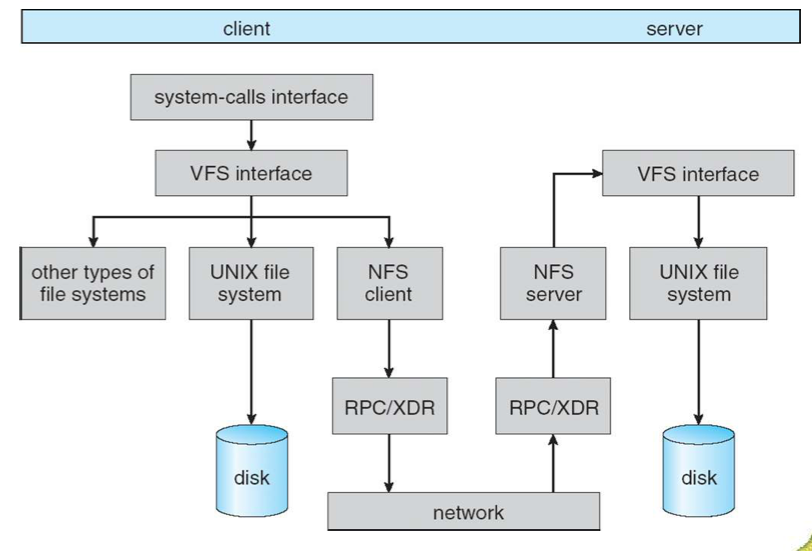 client
server
system-calls interface
VFS interface
VFS interface
other types of
file systems
UNIX file
system
NFS
client
NFS
server
UNIX file
system
RPC/XDR
RPC/XDR
disk
disk
network